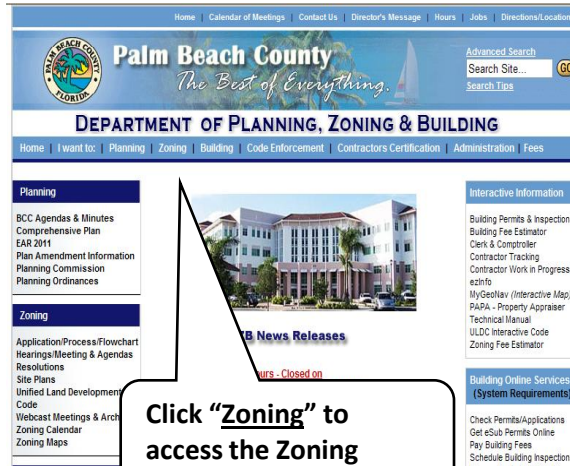 Home | Calendar of Meetings | Contact Us | Director's Message | Hours | Jobs | Directions/Location
PALM BEACH COUNTY
FLORIDA
Palm Beach County
The Best of Everything.
Advanced Search
Search Site...
GO
Search Tips
DEPARTMENT OF PLANNING, ZONING & BUILDING
Home | I want to: | Planning | Zoning | Building | Code Enforcement | Contractors Certification | Administration | Fees
Planning
BCC Agendas & Minutes
Comprehensive Plan
EAR 2011
Plan Amendment Information
Planning Commission
Planning Ordinances
Zoning
Application/Process/Flowchart
Hearings/Meeting & Agendas
Resolutions
Site Plans
Unified Land Development
Code
Webcast Meetings & Arch
Zoning Calendar
Zoning Maps
ZB News Releases
urs - Closed on
Click “Zoning” to
access the Zoning
Interactive Information
Building Permits & Inspection
Building Fee Estimator
Clerk & Comptroller
Contractor Tracking
Contractor Work in Progress
ezInfo
MyGeoNav (Interactive Map)
PAPA - Property Appraiser
Technical Manual
ULDC Interactive Code
Zoning Fee Estimator
Building Online Services
(System Requirements)
Check Permits/Applications
Get eSub Permits Online
Pay Building Fees
Schedule Building Inspection